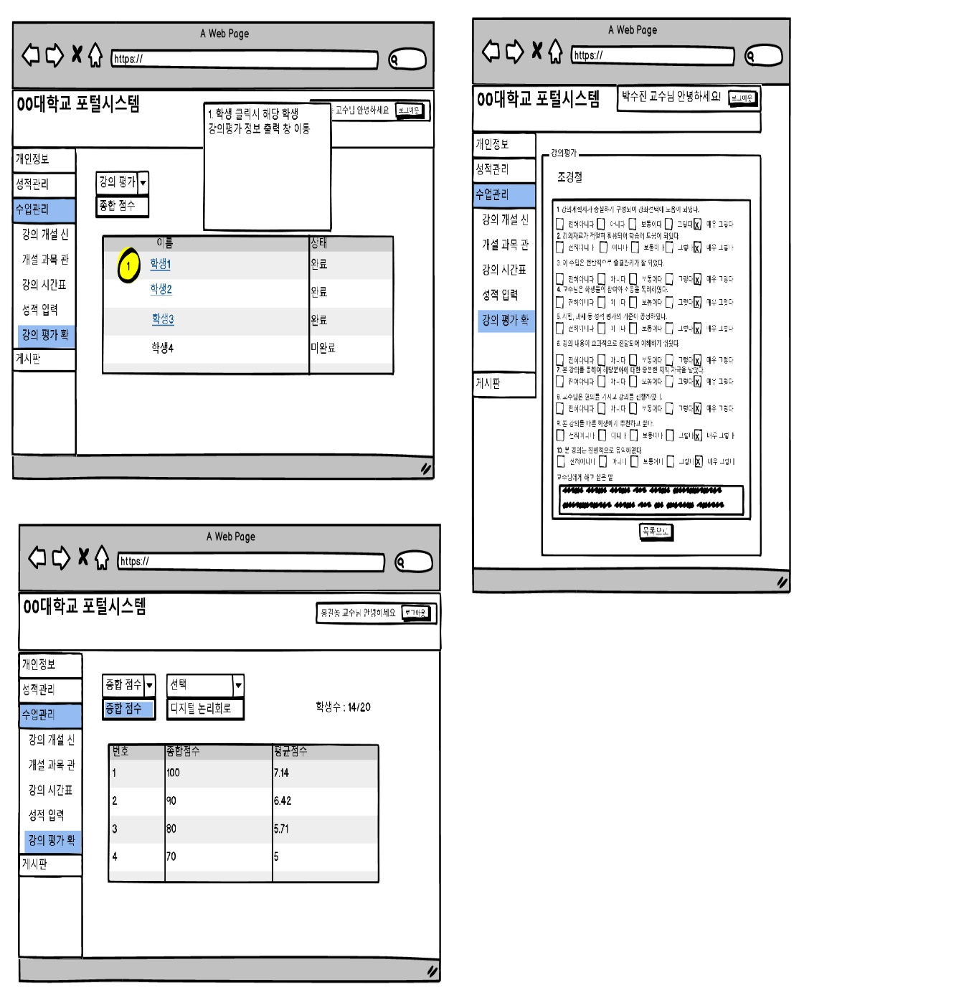 A Web Page
https://
OO대학교 포털시스템
교수님 안녕하세요 로그아웃
1. 학생 클릭시 해당 학생
강의평가 정보 출력 창 이동
개인정보
성적관리
수업관리
강의 개설 신
개설 과목 관
강의 시간표
성적 입력
강의 평가 확
게시판
강의 평가
종합 점수
이름 상태
1 학생1 완료
학생2 완료
학생3 완료
학생4 미완료
A Web Page
https://
OO대학교 포털시스템
박수진 교수님 안녕하세요! 로그아웃
개인정보
성적관리
수업관리
강의 개설 신
개설 과목 관
강의 시간표
성적 입력
강의 평가 확
게시판
강의평가
조경철
1. 강의계획서가 충실하게 구성되어 강좌선택에 도움이 되었다.
전혀아니다 아니다 보통이다 그렇다 X 매우 그렇다
2. 강의자료가 적절히 활용되어 학습에 도움이 되었다.
전혀아니다 아니다 보통이다 그렇다 X 매우 그렇다
3. 이 수업은 전반적으로 출결관리가 잘 되었다.
전혀아니다 아니다 보통이다 그렇다 X 매우 그렇다
4. 교수님은 학생들의 참여와 소통을 독려하였다.
전혀아니다 아니다 보통이다 그렇다 X 매우 그렇다
5. 시험, 과제 등 성적 평가의 기준이 공정하였다.
전혀아니다 아니다 보통이다 그렇다 X 매우 그렇다
6. 강의 내용이 효과적으로 전달되어 이해하기 쉬웠다.
전혀아니다 아니다 보통이다 그렇다 X 매우 그렇다
7. 본 강의를 통하여 해당분야에 대한 충분한 지적 자극을 받았다.
전혀아니다 아니다 보통이다 그렇다 X 매우 그렇다
8. 교수님은 열의를 가지고 강의를 진행하였다.
전혀아니다 아니다 보통이다 그렇다 X 매우 그렇다
9. 본 강의를 다른 학생에게 추천하고 싶다.
전혀아니다 아니다 보통이다 그렇다 X 매우 그렇다
10. 본 강의는 전반적으로 유익하였다
전혀아니다 아니다 보통이다 그렇다 X 매우 그렇다
교수님에게 하고 싶은 말
목록으로
A Web Page
https://
OO대학교 포털시스템
홍길동 교수님 안녕하세요 로그아웃
개인정보
성적관리
수업관리
강의 개설 신
개설 과목 관
강의 시간표
성적 입력
강의 평가 확
게시판
종합 점수 선택
종합 점수 디지털 논리회로
학생수 : 14/20
번호 종합점수 평균점수
1 100 7.14
2 90 6.42
3 80 5.71
4 70 5